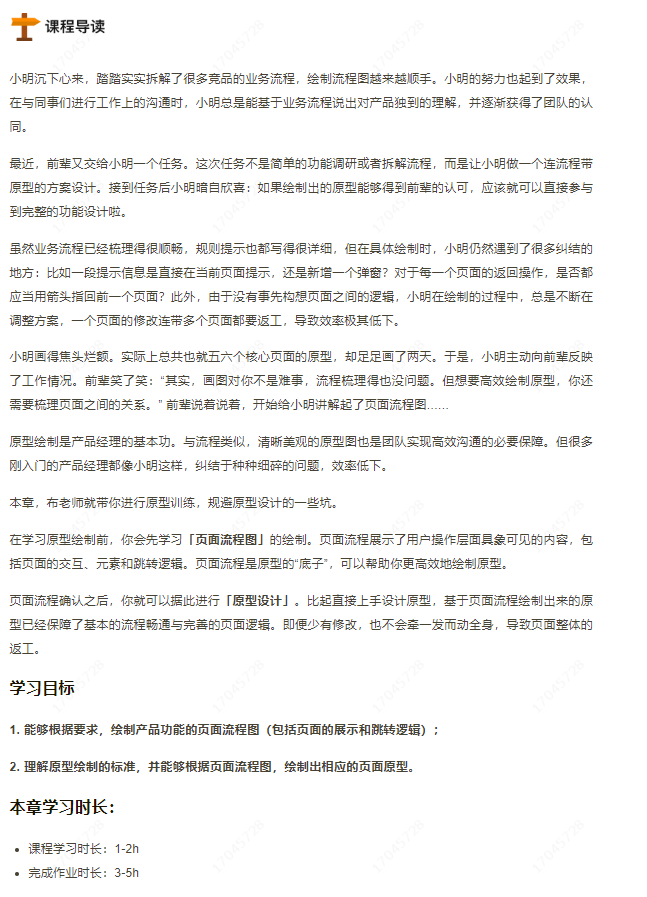 课程导读
小明沉下心来，踏踏实实拆解了很多竞品的业务流程，绘制流程图越来越顺手。小明的努力也起到了效果，
在与同事们进行工作上的沟通时，小明总是能基于业务流程说出对产品独到的理解，并逐渐获得了团队的认
同。
最近，前辈又交给小明一个任务。这次任务不是简单的功能调研或者拆解流程，而是让小明做一个连流程带
原型的方案设计。接到任务后小明暗自欣喜：如果绘制出的原型能够得到前辈的认可，应该就可以直接参与
到完整的功能设计啦。
虽然业务流程已经梳理得很顺畅，规则提示也都写得很详细，但在具体绘制时，小明仍然遇到了很多纠结的
地方：比如一段提示信息是直接在当前页面提示，还是新增一个弹窗？对于每一个页面的返回操作，是否都
应当用箭头指回前一个页面？此外，由于没有事先构想页面之间的逻辑，小明在绘制的过程中，总是不断在
调整方案，一个页面的修改连带多个页面都要返工，导致效率极其低下。
小明画得焦头烂额。实际上总共也就五六个核心页面的原型，却足足画了两天。于是，小明主动向前辈反映
了工作情况。前辈笑了笑：“其实，画图对你不是难事，流程梳理得也没问题。但想要高效绘制原型，你还
需要梳理页面之间的关系。” 前辈说着说着，开始给小明讲解起了页面流程图……
原型绘制是产品经理的基本功。与流程类似，清晰美观的原型图也是团队实现高效沟通的必要保障。但很多
刚入门的产品经理都像小明这样，纠结于种种细碎的问题，效率低下。
本章，布老师就带你进行原型训练，规避原型设计的一些坑。
在学习原型绘制前，你会先学习「页面流程图」的绘制。页面流程展示了用户操作层面具象可见的内容，包
括页面的交互、元素和跳转逻辑。页面流程是原型的“底子”，可以帮助你更高效地绘制原型。
页面流程确认之后，你就可以据此进行「原型设计」。比起直接上手设计原型，基于页面流程绘制出来的原
型已经保障了基本的流程畅通与完善的页面逻辑。即便少有修改，也不会牵一发而动全身，导致页面整体的
返工。
学习目标
1. 能够根据要求，绘制产品功能的页面流程图（包括页面的展示和跳转逻辑）；
2. 理解原型绘制的标准，并能够根据页面流程图，绘制出相应的页面原型。
本章学习时长：
• 课程学习时长：1-2h
• 完成作业时长：3-5h